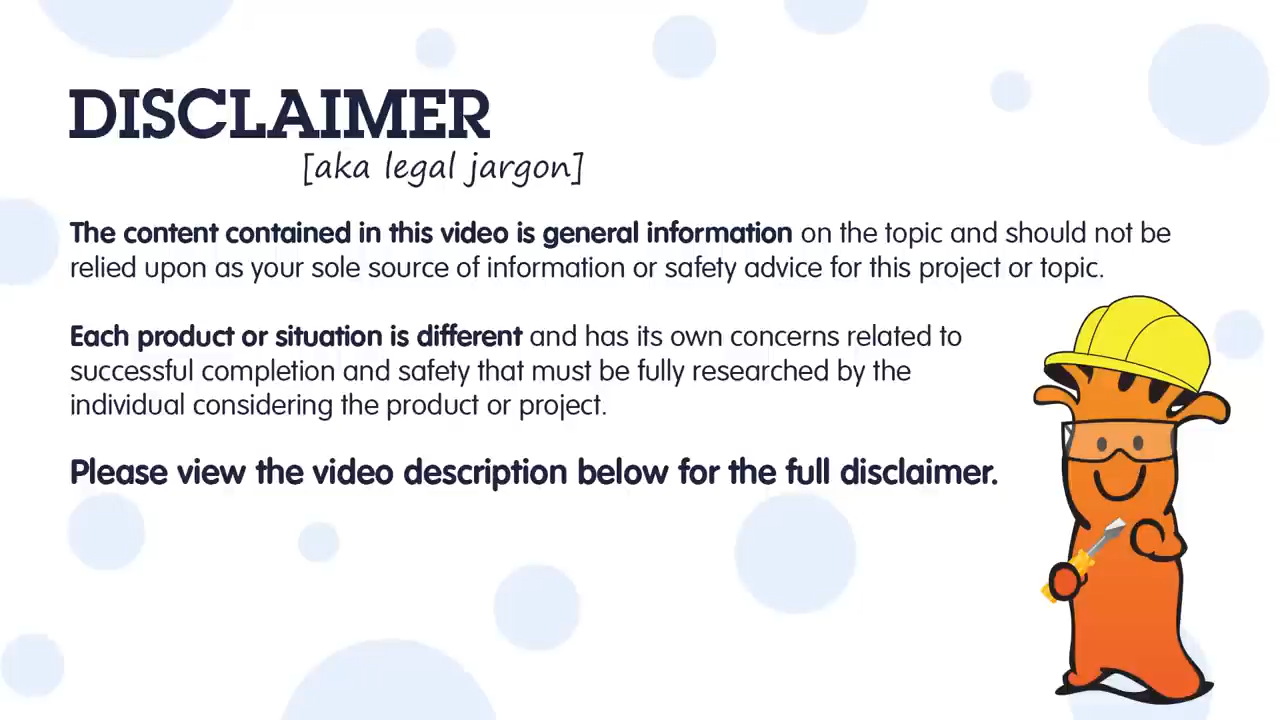 DISCLAIMER
[aka legal jargon]
The content contained in this video is general information on the topic and should not be
relied upon as your sole source of information or safety advice for this project or topic.
Each product or situation is different and has its own concerns related to
successful completion and safety that must be fully researched by the
individual considering the product or project.
Please view the video description below for the full disclaimer.